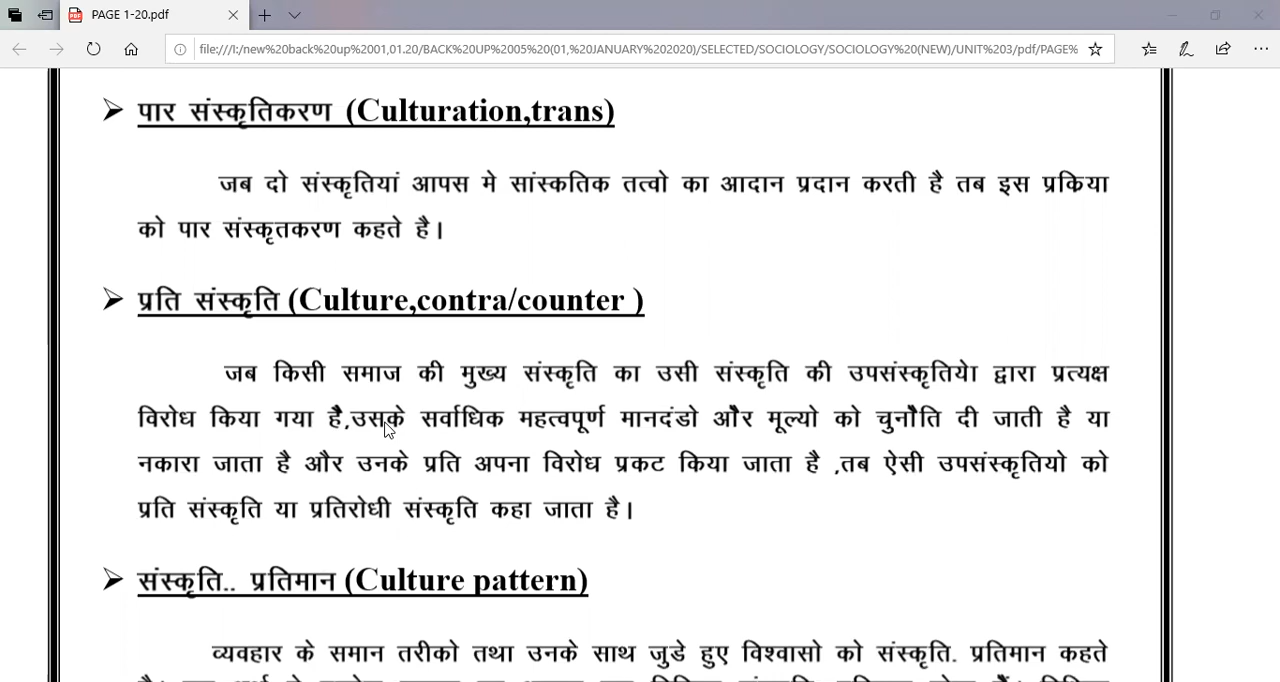 PAGE 1-20.pdf
file:///I:/new%20back%20up%2001,01.20/BACK%20UP%2005%20(01,%20JANUARY%202020)/SELECTED/SOCIOLOGY/SOCIOLOGY%20(NEW)/UNIT%203/pdf/PAGE%
➢ पार संस्कृतिकरण (Culturation,trans)
जब दो संस्कृतियां आपस मे सांस्कतिक तत्वो का आदान प्रदान करती है तब इस प्रकिया
को पार संस्कृतकरण कहते है।
➢ प्रति संस्कृति (Culture,contra/counter )
जब किसी समाज की मुख्य संस्कृति का उसी संस्कृति की उपसंस्कृतियेा द्वारा प्रत्यक्ष
विरोध किया गया है,उसके सर्वाधिक महत्वपूर्ण मानदंडो और मूल्यो को चुनौति दी जाती है या
नकारा जाता है और उनके प्रति अपना विरोध प्रकट किया जाता है ,तब ऐसी उपसंस्कृतियो को
प्रति संस्कृति या प्रतिरोधी संस्कृति कहा जाता है।
➢ संस्कृति.. प्रतिमान (Culture pattern)
व्यवहार के समान तरीको तथा उनके साथ जुडे हुए विश्वासो को संस्कृति. प्रतिमान कहते